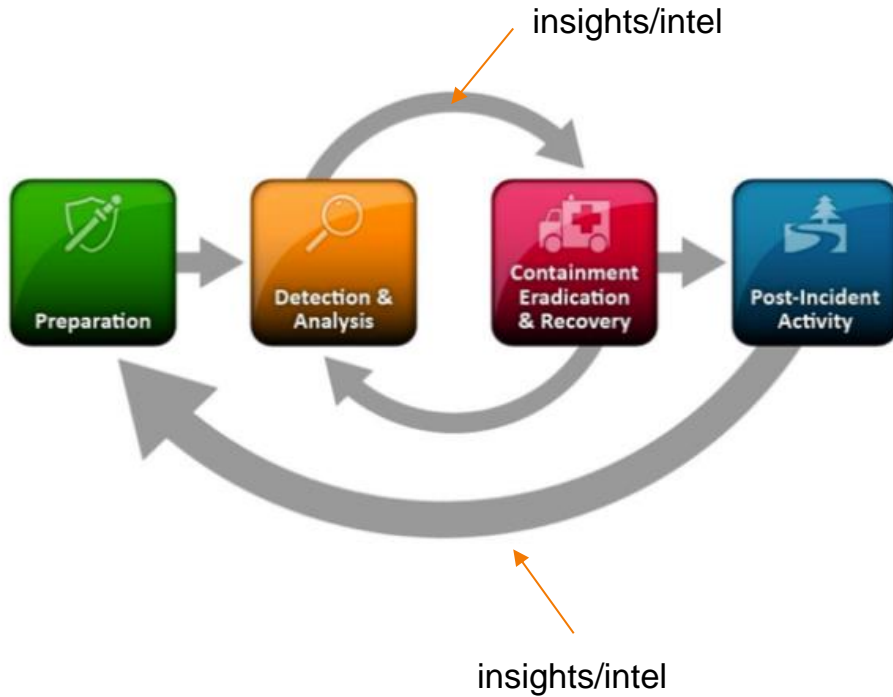 insights/intel
Preparation
Detection &
Analysis
Containment
Eradication
& Recovery
Post-Incident
Activity
insights/intel